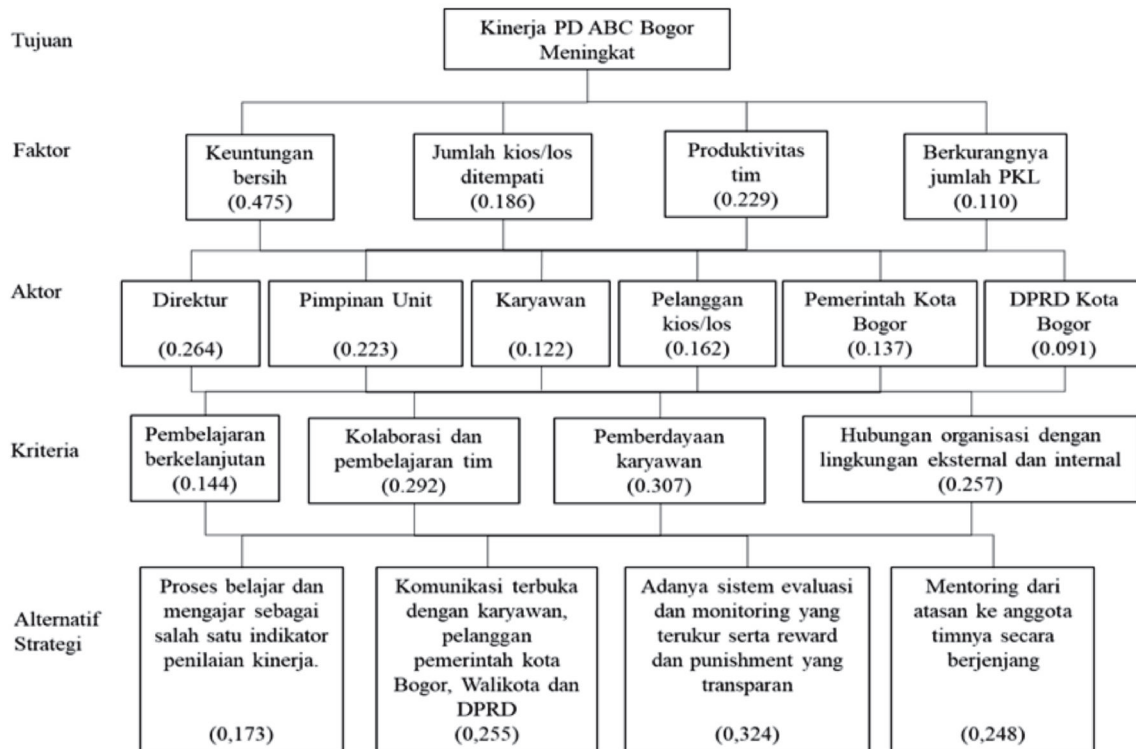 Tujuan
Kinerja PD ABC Bogor
Meningkat
Faktor
Keuntungan
bersih
(0.475)
Jumlah kios/los
ditempati
(0.186)
Produktivitas
tim
(0.229)
Berkurangnya
jumlah PKL
(0.110)
Aktor
Direktur
(0.264)
Pimpinan Unit
(0.223)
Karyawan
(0.122)
Pelanggan
kios/los
(0.162)
Pemerintah Kota
Bogor
(0.137)
DPRD Kota
Bogor
(0.091)
Kriteria
Pembelajaran
berkelanjutan
(0.144)
Kolaborasi dan
pembelajaran tim
(0.292)
Pemberdayaan
karyawan
(0.307)
Hubungan organisasi dengan
lingkungan eksternal dan internal
(0.257)
Alternatif
Strategi
Proses belajar dan
mengajar sebagai
salah satu indikator
penilaian kinerja.
(0,173)
Komunikasi terbuka
dengan karyawan,
pelanggan
pemerintah kota
Bogor, Walikota dan
DPRD
(0,255)
Adanya sistem evaluasi
dan monitoring yang
terukur serta reward
dan punishment yang
transparan
(0,324)
Mentoring dari
atasan ke anggota
timnya secara
berjenjang
(0,248)